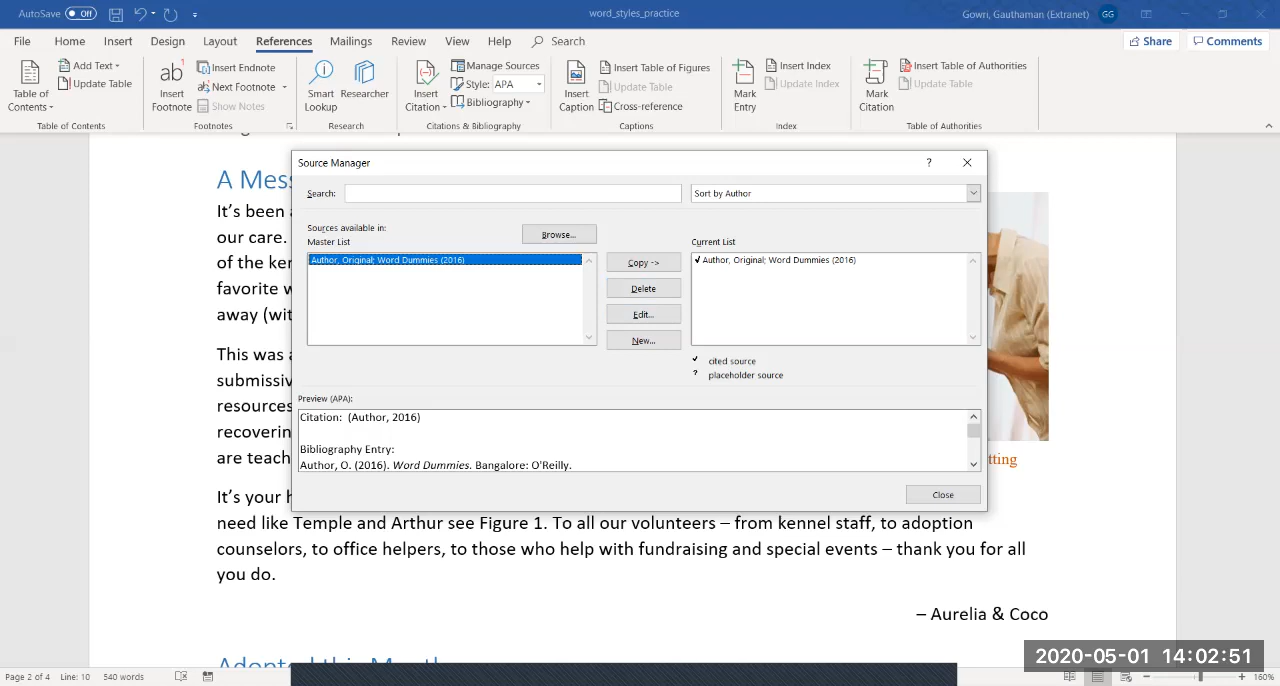 AutoSave Off
word_styles_practice
Gowri, Gauthaman (Extranet) GG
File Home Insert Design Layout References Mailings Review View Help Search
Share Comments
Table of Contents
Add Text
Update Table
Table of Contents
Insert Footnote
Insert Endnote
Next Footnote
Show Notes
Footnotes
Smart Lookup
Researcher
Research
Insert Citation
Manage Sources
Style: APA
Bibliography
Citations & Bibliography
Insert Caption
Insert Table of Figures
Update Table
Cross-reference
Captions
Mark Entry
Insert Index
Update Index
Index
Mark Citation
Insert Table of Authorities
Update Table
Table of Authorities
Source Manager
? 
Search:
Sort by Author
Sources available in:
Master List
Browse...
Current List
Author, Original; Word Dummies (2016)
Copy ->
Delete
Edit...
New...
Author, Original; Word Dummies (2016)
cited source
? placeholder source
Preview (APA):
Citation: (Author, 2016)
Bibliography Entry:
Author, O. (2016). Word Dummies. Bangalore: O'Reilly.
Close
A Mes
It's been
our care.
of the ker
favorite w
away (wit
This was
submissiv
resources
recoverin
are teach
tting
It's your h
need like Temple and Arthur see Figure 1. To all our volunteers – from kennel staff, to adoption
counselors, to office helpers, to those who help with fundraising and special events – thank you for all
you do.
– Aurelia & Coco
Adopted this Month
2020-05-01 14:02:51
Page 2 of 4 Line: 10 540 words
160%